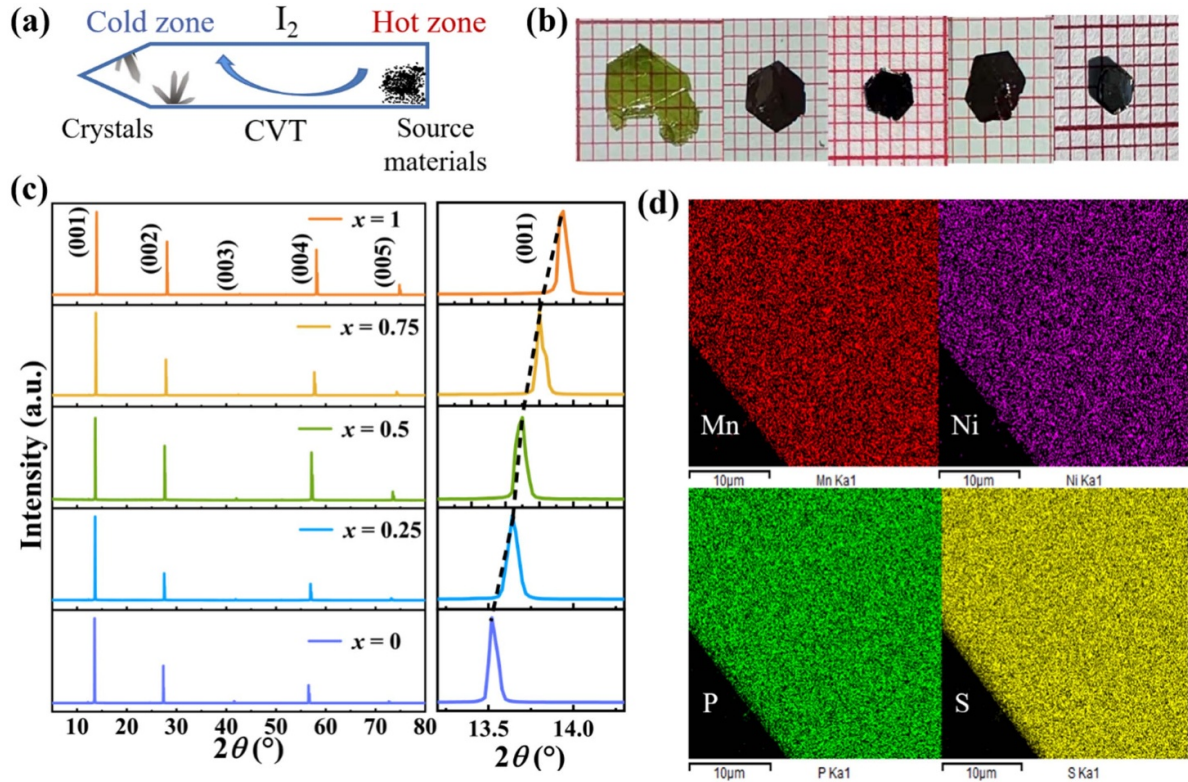 (a)
Cold zone
I₂
Hot zone
Crystals
CVT
Source
materials
(b)
(c)
Intensity (a.u.)
(001)
(002)
(003)
(004)
(005)
x = 1
x = 0.75
x = 0.5
x = 0.25
x = 0
10 20 30 40 50 60 70 80
2θ (°)
(001)
13.5 14.0
2θ (°)
(d)
Mn
10μm
Mn Ka1
Ni
10μm
Ni Ka1
P
10μm
P Ka1
S
10μm
S Ka1